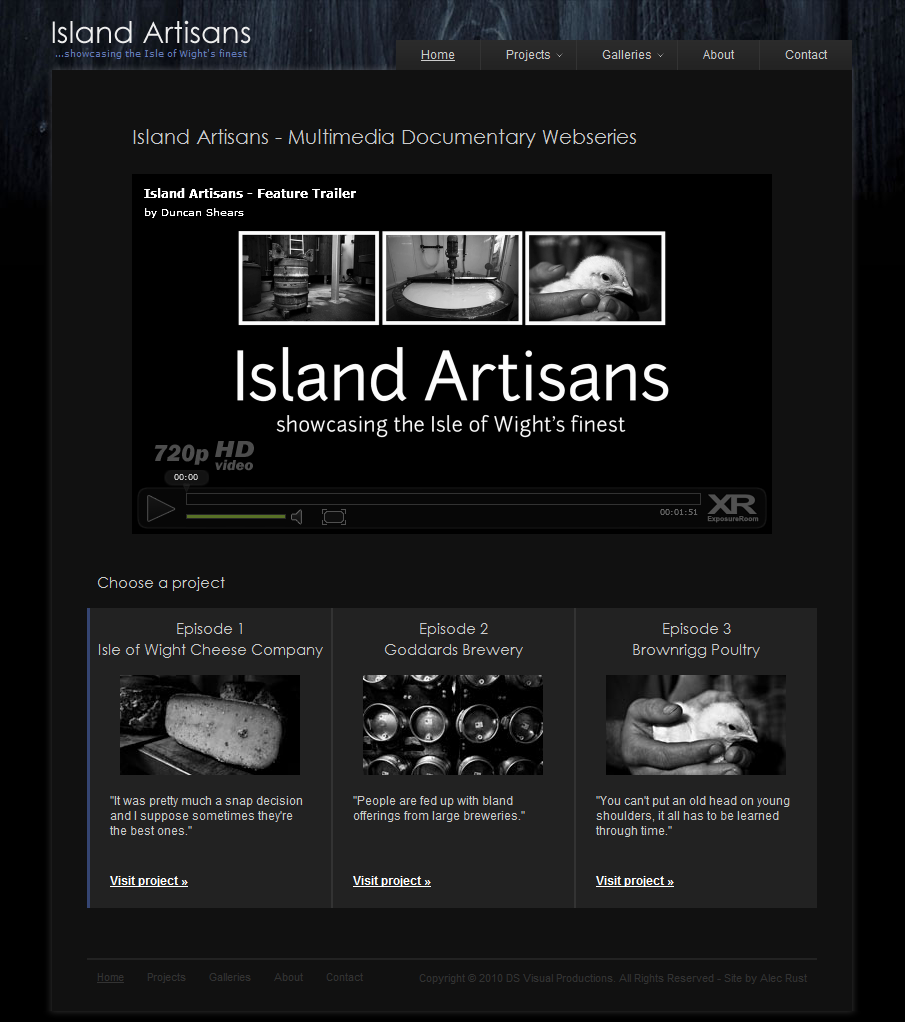 Island Artisans
...showcasing the Isle of Wight's finest
Home Projects Galleries About Contact
Island Artisans - Multimedia Documentary Webseries
Island Artisans - Feature Trailer
by Duncan Shears
Island Artisans
showcasing the Isle of Wight's finest
720p HD
video
00:00
00:01:51
XR
ExposureRoom
Choose a project
Episode 1
Isle of Wight Cheese Company
"It was pretty much a snap decision
and I suppose sometimes they're
the best ones."
Visit project »
Episode 2
Goddards Brewery
"People are fed up with bland
offerings from large breweries."
Visit project »
Episode 3
Brownrigg Poultry
"You can't put an old head on young
shoulders, it all has to be learned
through time."
Visit project »
Home Projects Galleries About Contact
Copyright © 2010 DS Visual Productions. All Rights Reserved - Site by Alec Rust